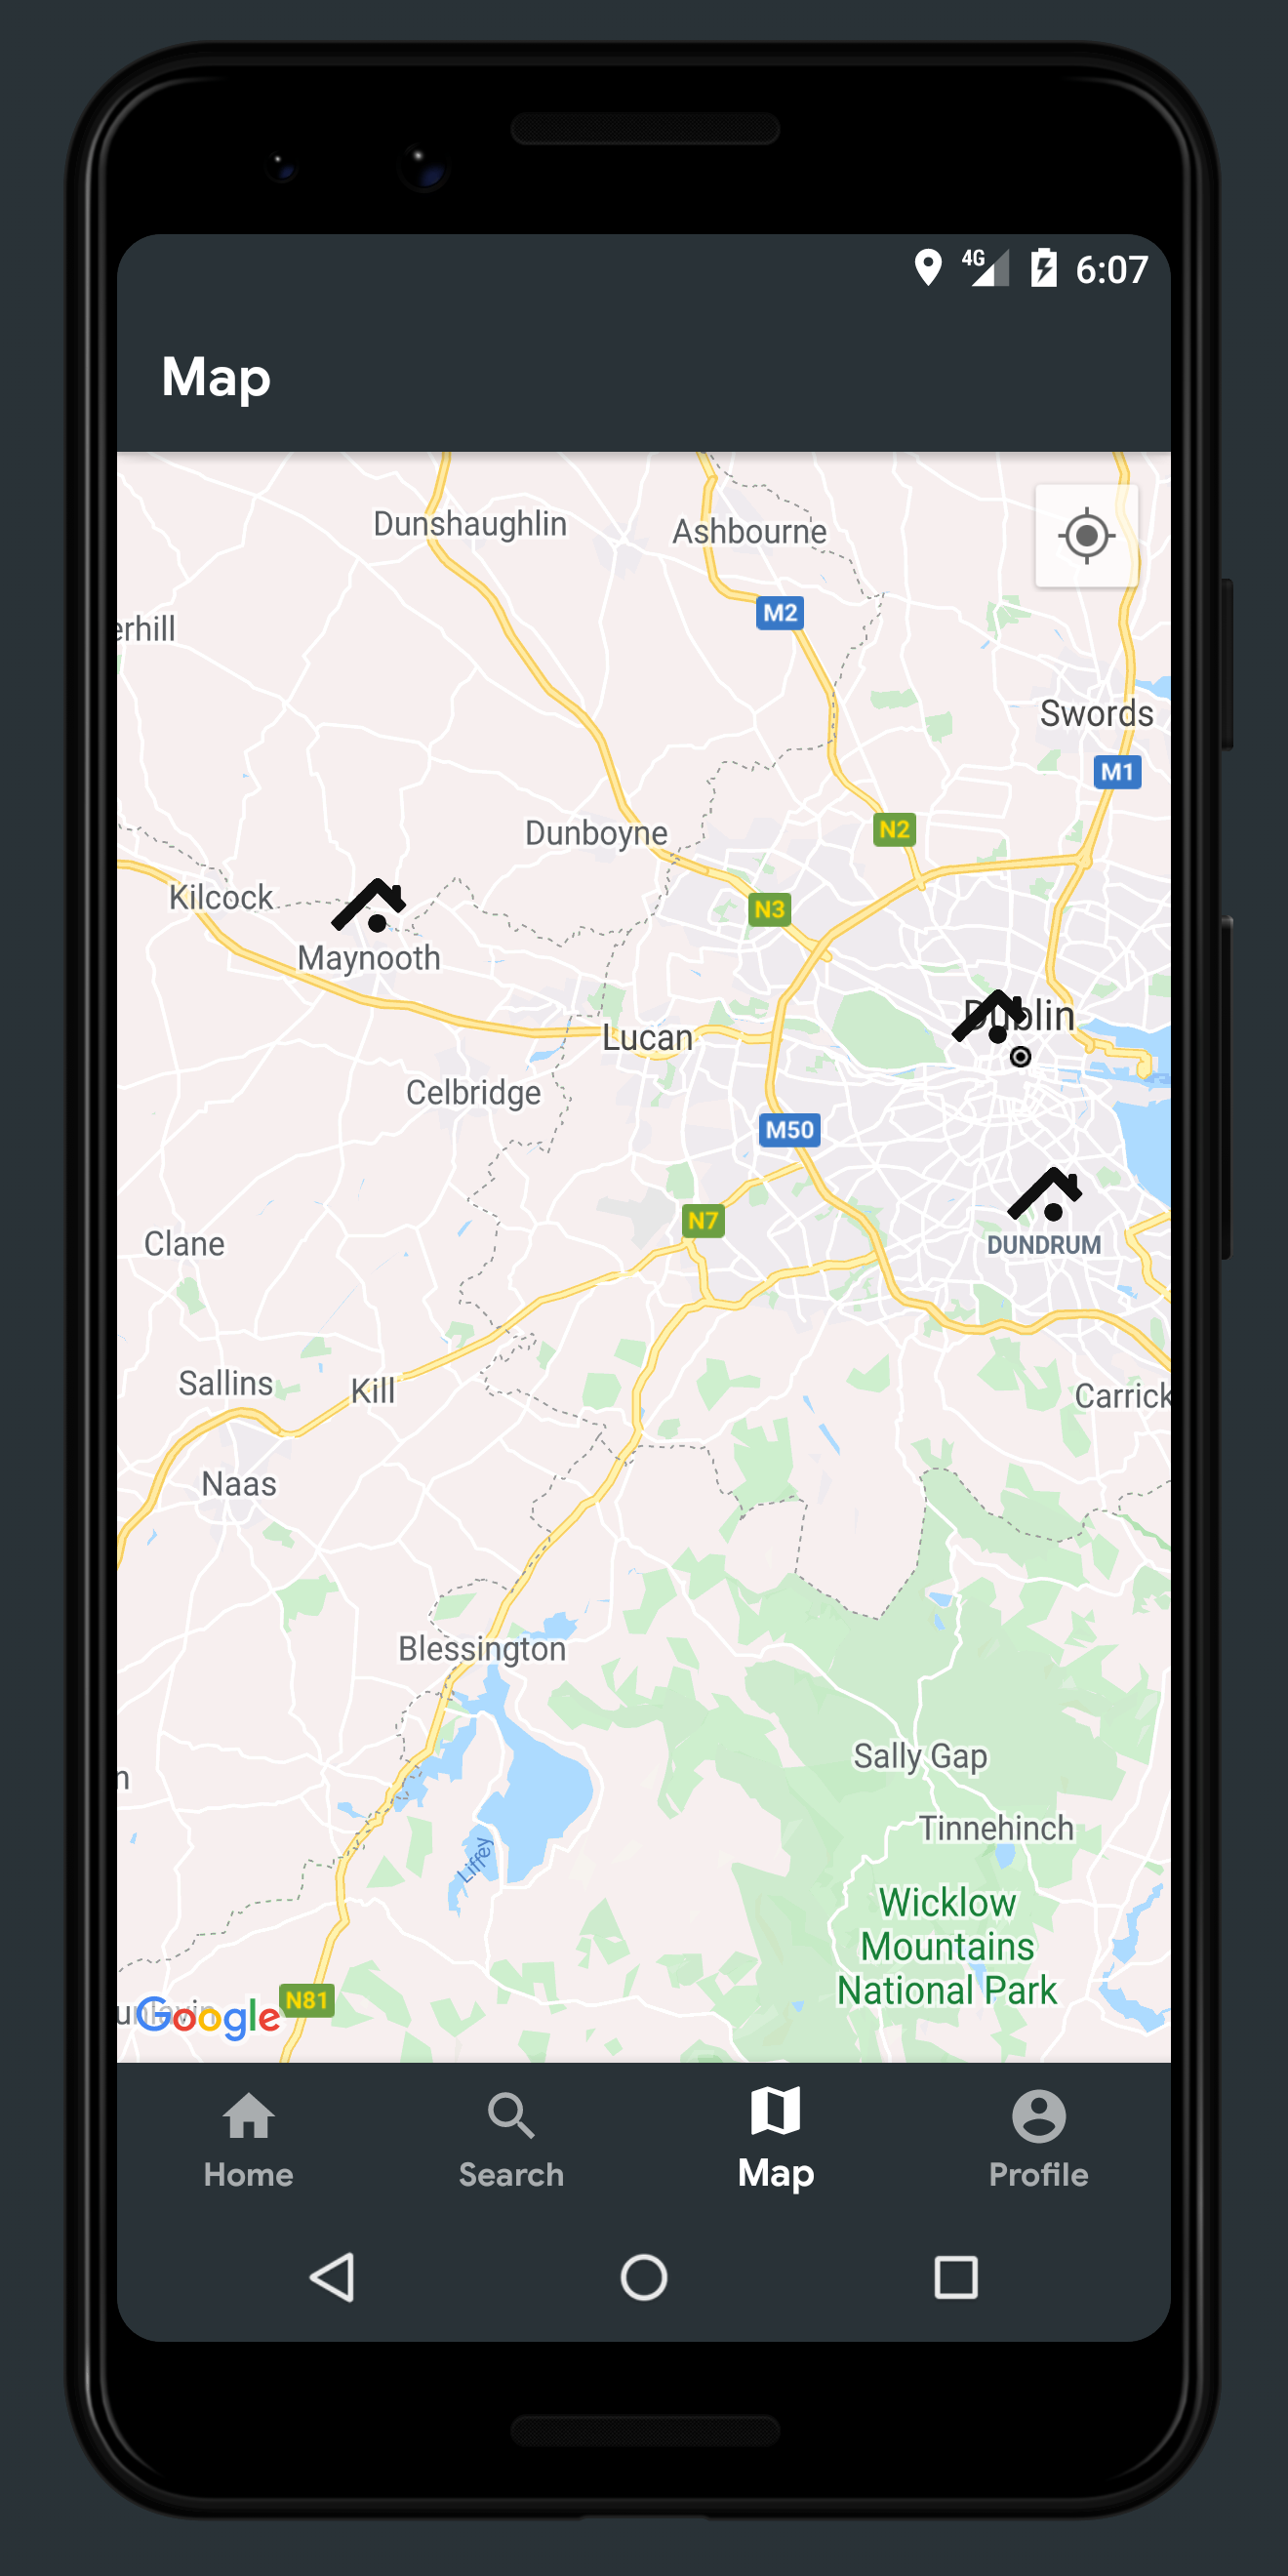 4G 6:07
Map
Dunshaughlin
Ashbourne
M2
erhill
Swords
M1
N2
Dunboyne
Kilcock
N3
Maynooth
Dublin
Lucan
Celbridge
M50
N7
Clane
DUNDRUM
Sallins
Kill
Carrick
Naas
Blessington
Sally Gap
n
Tinnehinch
Liffey
Wicklow
Mountains
National Park
N81
unlavin
Google
Home
Search
Map
Profile